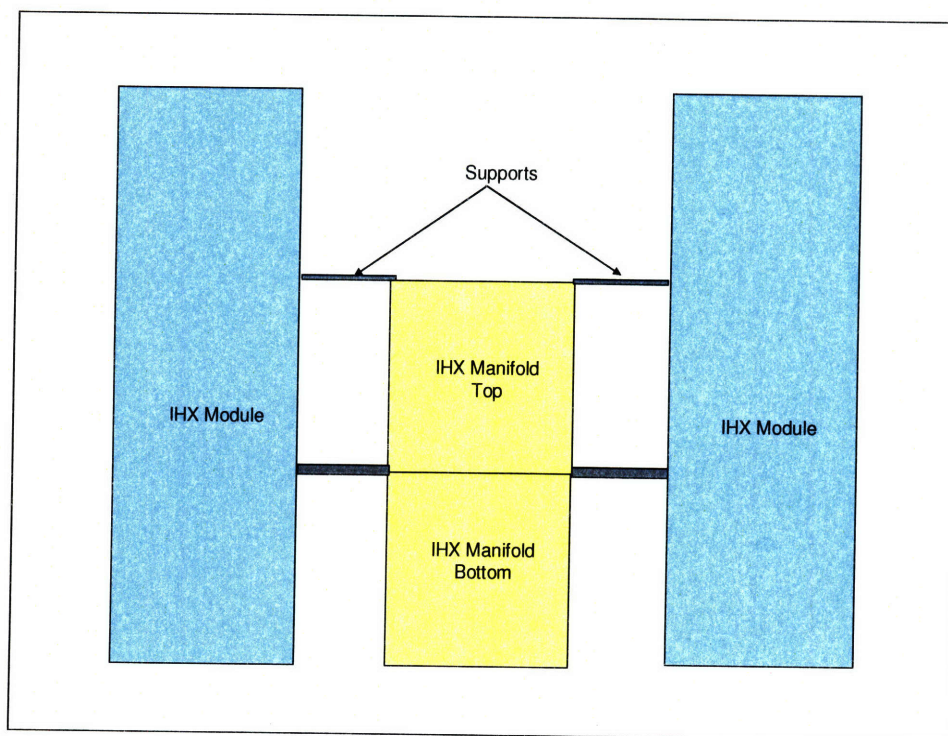 Supports
IHX Manifold
Top
IHX Module
IHX Module
IHX Manifold
Bottom